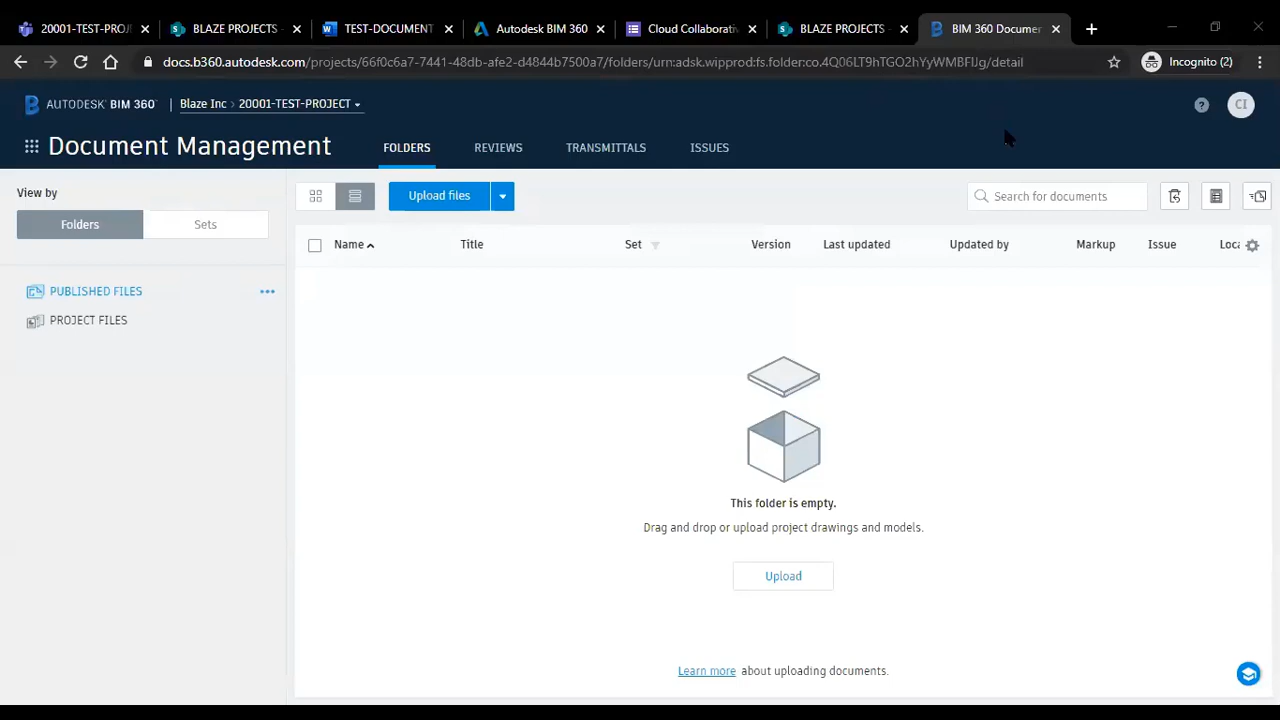 20001-TEST-PROJ
BLAZE PROJECTS -
TEST-DOCUMENT
Autodesk BIM 360
Cloud Collaborati
BLAZE PROJECTS -
BIM 360 Documen
docs.b360.autodesk.com/projects/66f0c6a7-7441-48db-afe2-d4844b7500a7/folders/urn:adsk.wipprod:fs.folder:co.4Q06LT9hTGO2hYyWMBFIJg/detail
Incognito (2)
AUTODESK® BIM 360°
Blaze Inc > 20001-TEST-PROJECT
? CI
Document Management
FOLDERS
REVIEWS
TRANSMITTALS
ISSUES
View by
Folders
Sets
PUBLISHED FILES
PROJECT FILES
Upload files
Search for documents
Name
Title
Set
Version
Last updated
Updated by
Markup
Issue
Loca
This folder is empty.
Drag and drop or upload project drawings and models.
Upload
Learn more about uploading documents.